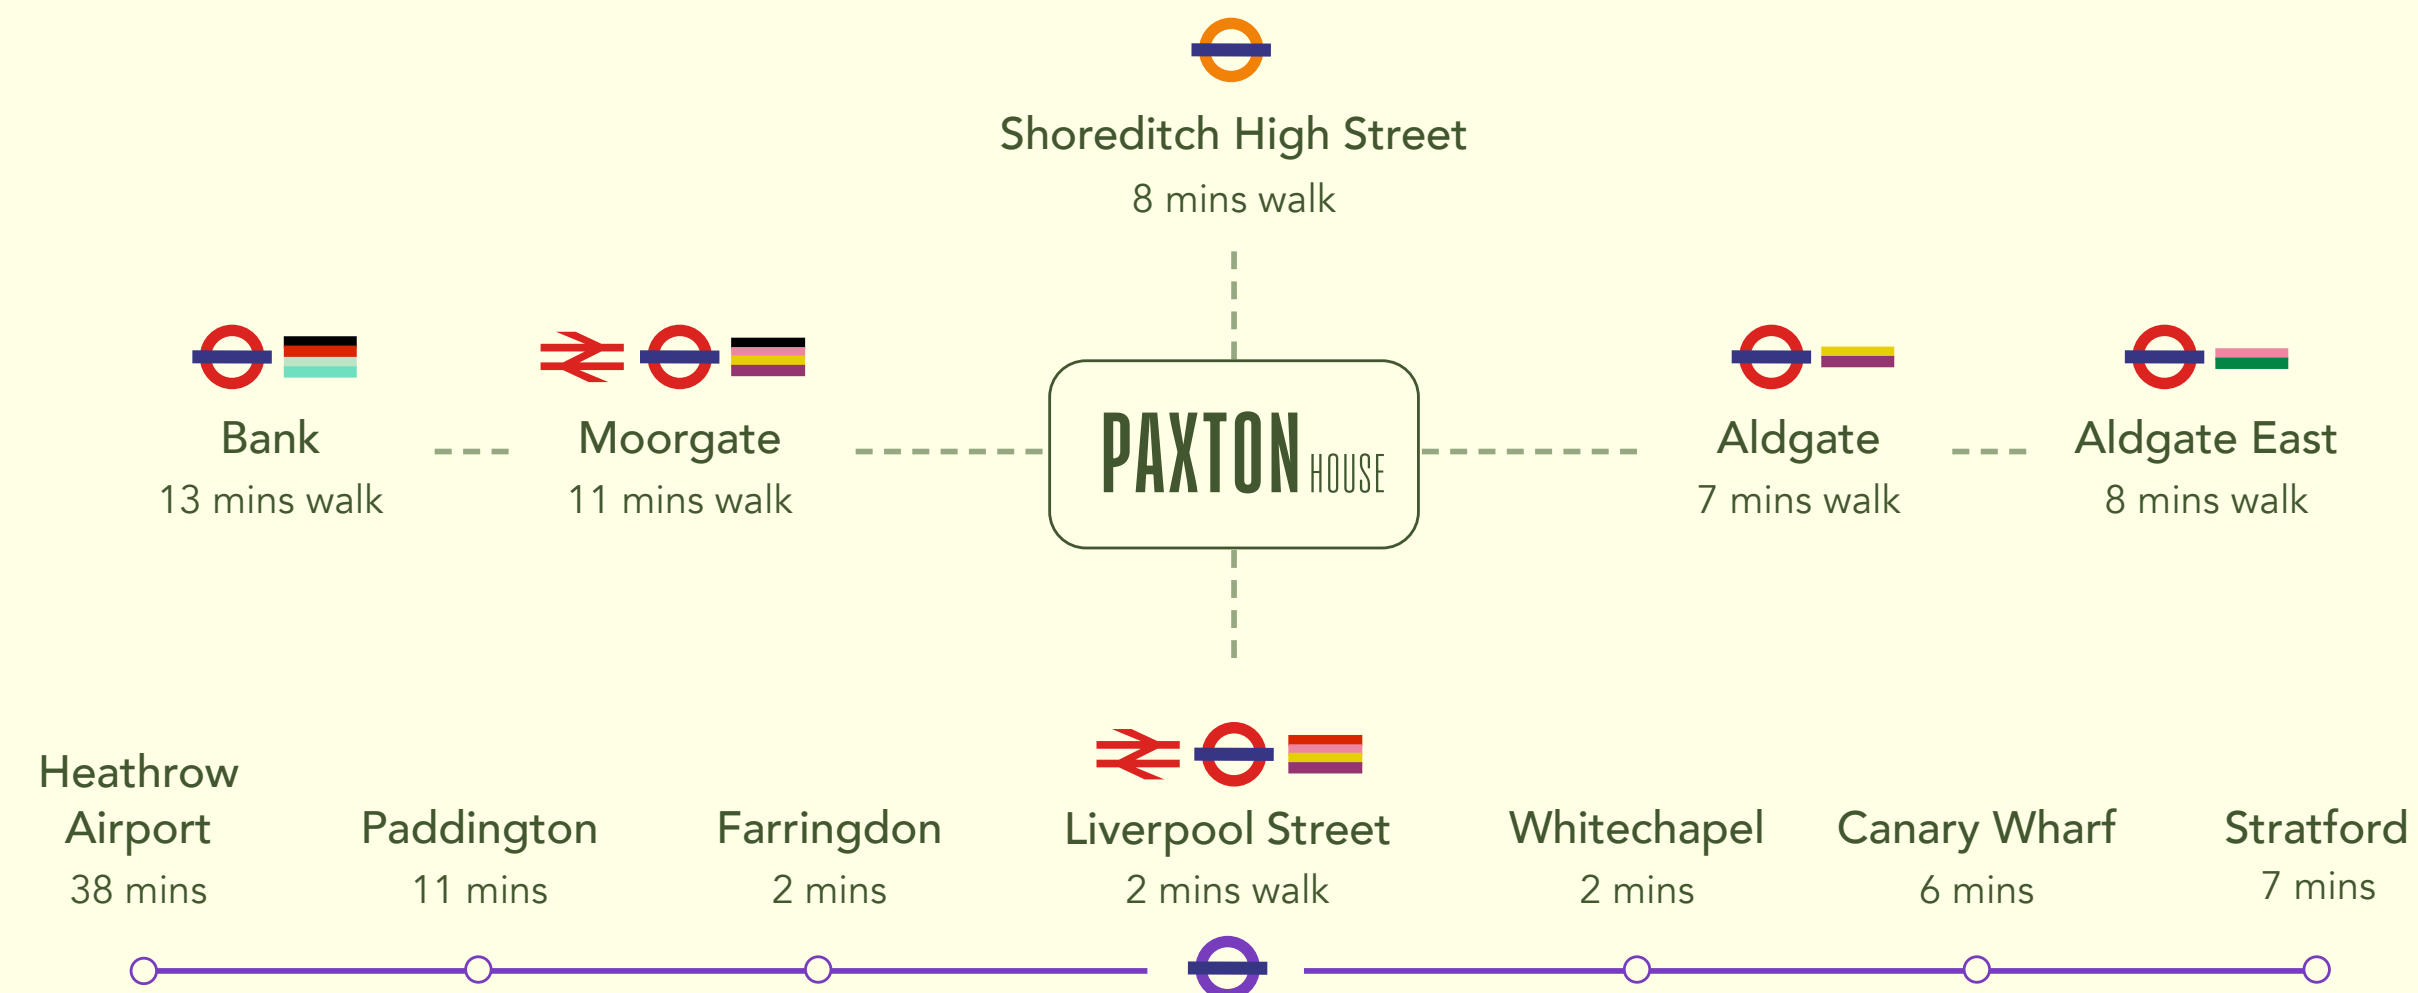 Shoreditch High Street
8 mins walk
Bank
13 mins walk
Moorgate
11 mins walk
PAXTON HOUSE
Aldgate
7 mins walk
Aldgate East
8 mins walk
Heathrow
Airport
38 mins
Paddington
11 mins
Farringdon
2 mins
Liverpool Street
2 mins walk
Whitechapel
2 mins
Canary Wharf
6 mins
Stratford
7 mins